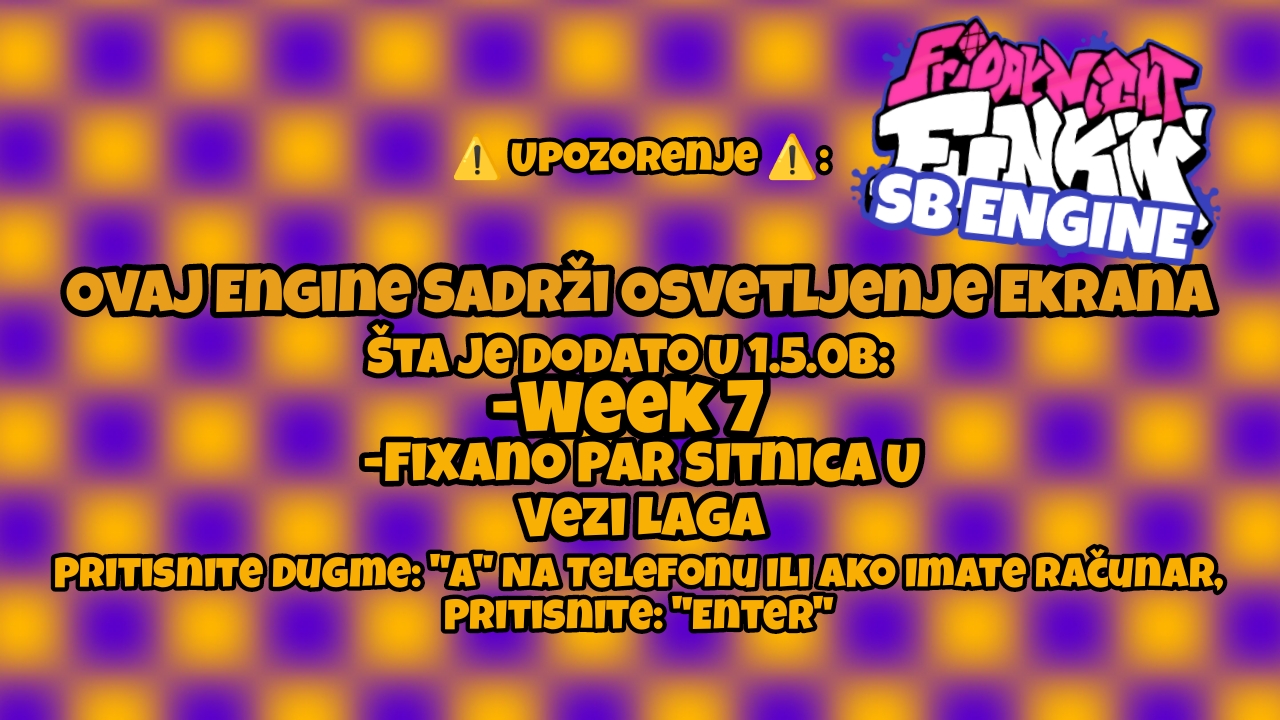 Friday Night
Funkin'
SB ENGINE
⚠️ Upozorenje ⚠️:
Ovaj Engine sadrži osvetljenje ekrana
Šta je dodato u 1.5.0B:
-Week 7
-Fixano par sitnica u
vezi laga
Pritisnite dugme: "A" na telefonu ili ako imate računar,
pritisnite: "Enter"